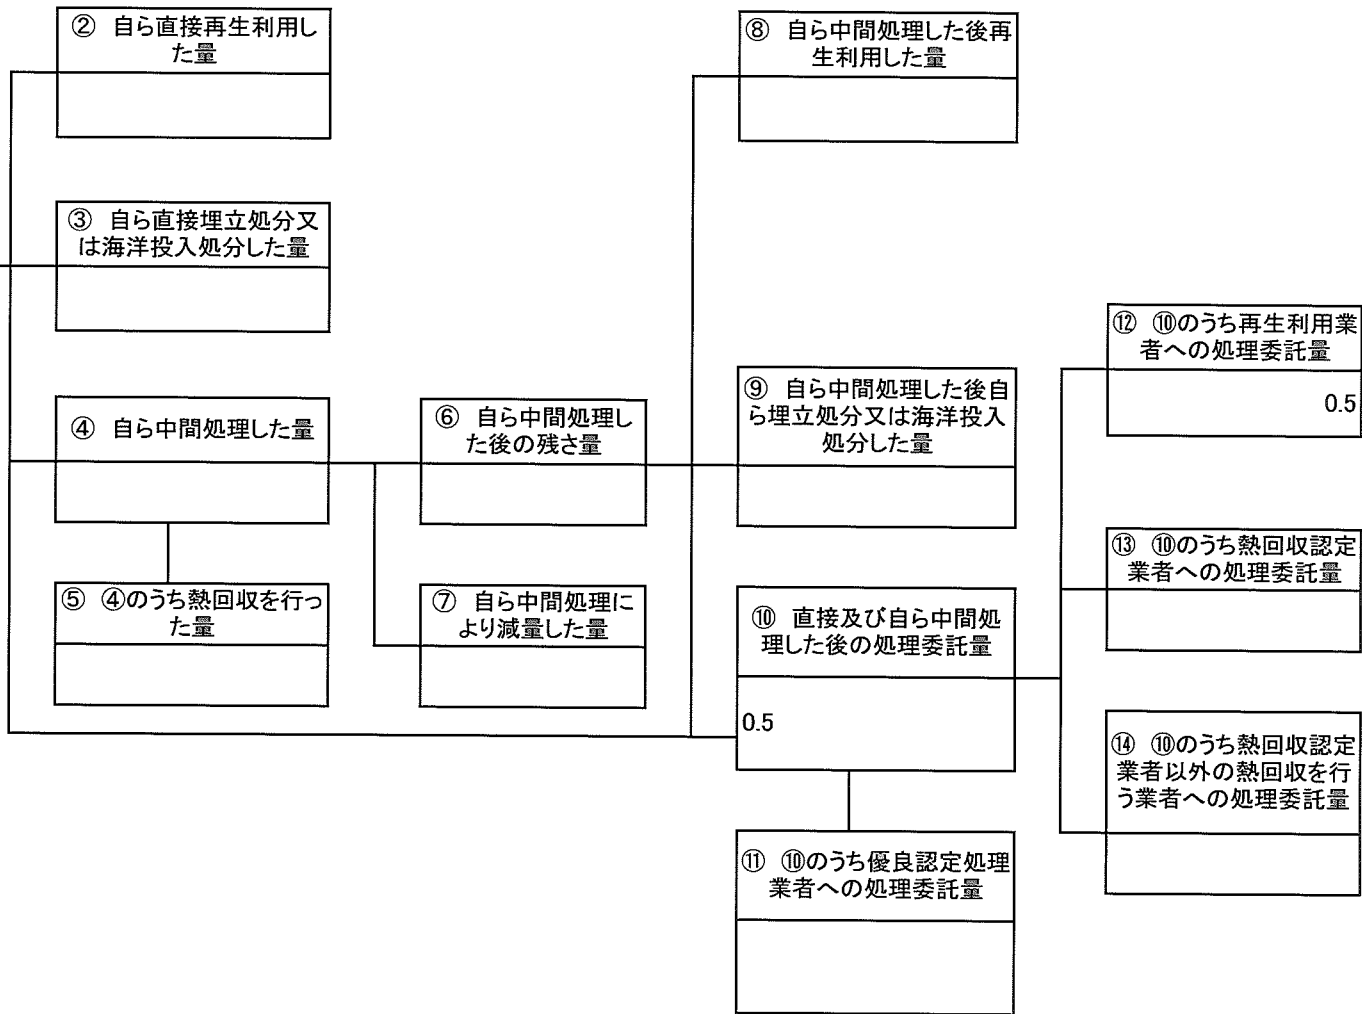 ② 自ら直接再生利用し
た量
③ 自ら直接埋立処分又
は海洋投入処分した量
④ 自ら中間処理した量
⑤ ④のうち熱回収を行っ
た量
⑥ 自ら中間処理し
た後の残さ量
⑦ 自ら中間処理に
より減量した量
⑧ 自ら中間処理した後再
生利用した量
⑨ 自ら中間処理した後自
ら埋立処分又は海洋投入
処分した量
⑩ 直接及び自ら中間処
理した後の処理委託量
0.5
⑪ ⑩のうち優良認定処理
業者への処理委託量
⑫ ⑩のうち再生利用業
者への処理委託量
0.5
⑬ ⑩のうち熱回収認定
業者への処理委託量
⑭ ⑩のうち熱回収認定
業者以外の熱回収を行
う業者への処理委託量